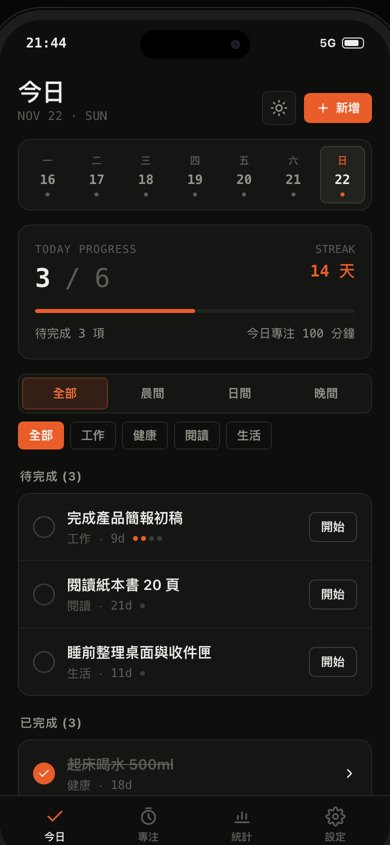 21:44
5G
今日
NOV 22 · SUN
新增
一 二 三 四 五 六 日
16 17 18 19 20 21 22
TODAY PROGRESS
STREAK
3 / 6
14 天
待完成 3 項
今日專注 100 分鐘
全部 晨間 日間 晚間
全部 工作 健康 閱讀 生活
待完成 (3)
完成產品簡報初稿
工作 · 9d
開始
閱讀紙本書 20 頁
閱讀 · 21d
開始
睡前整理桌面與收件匣
生活 · 11d
開始
已完成 (3)
起床喝水 500ml
健康 · 18d
今日 專注 統計 設定